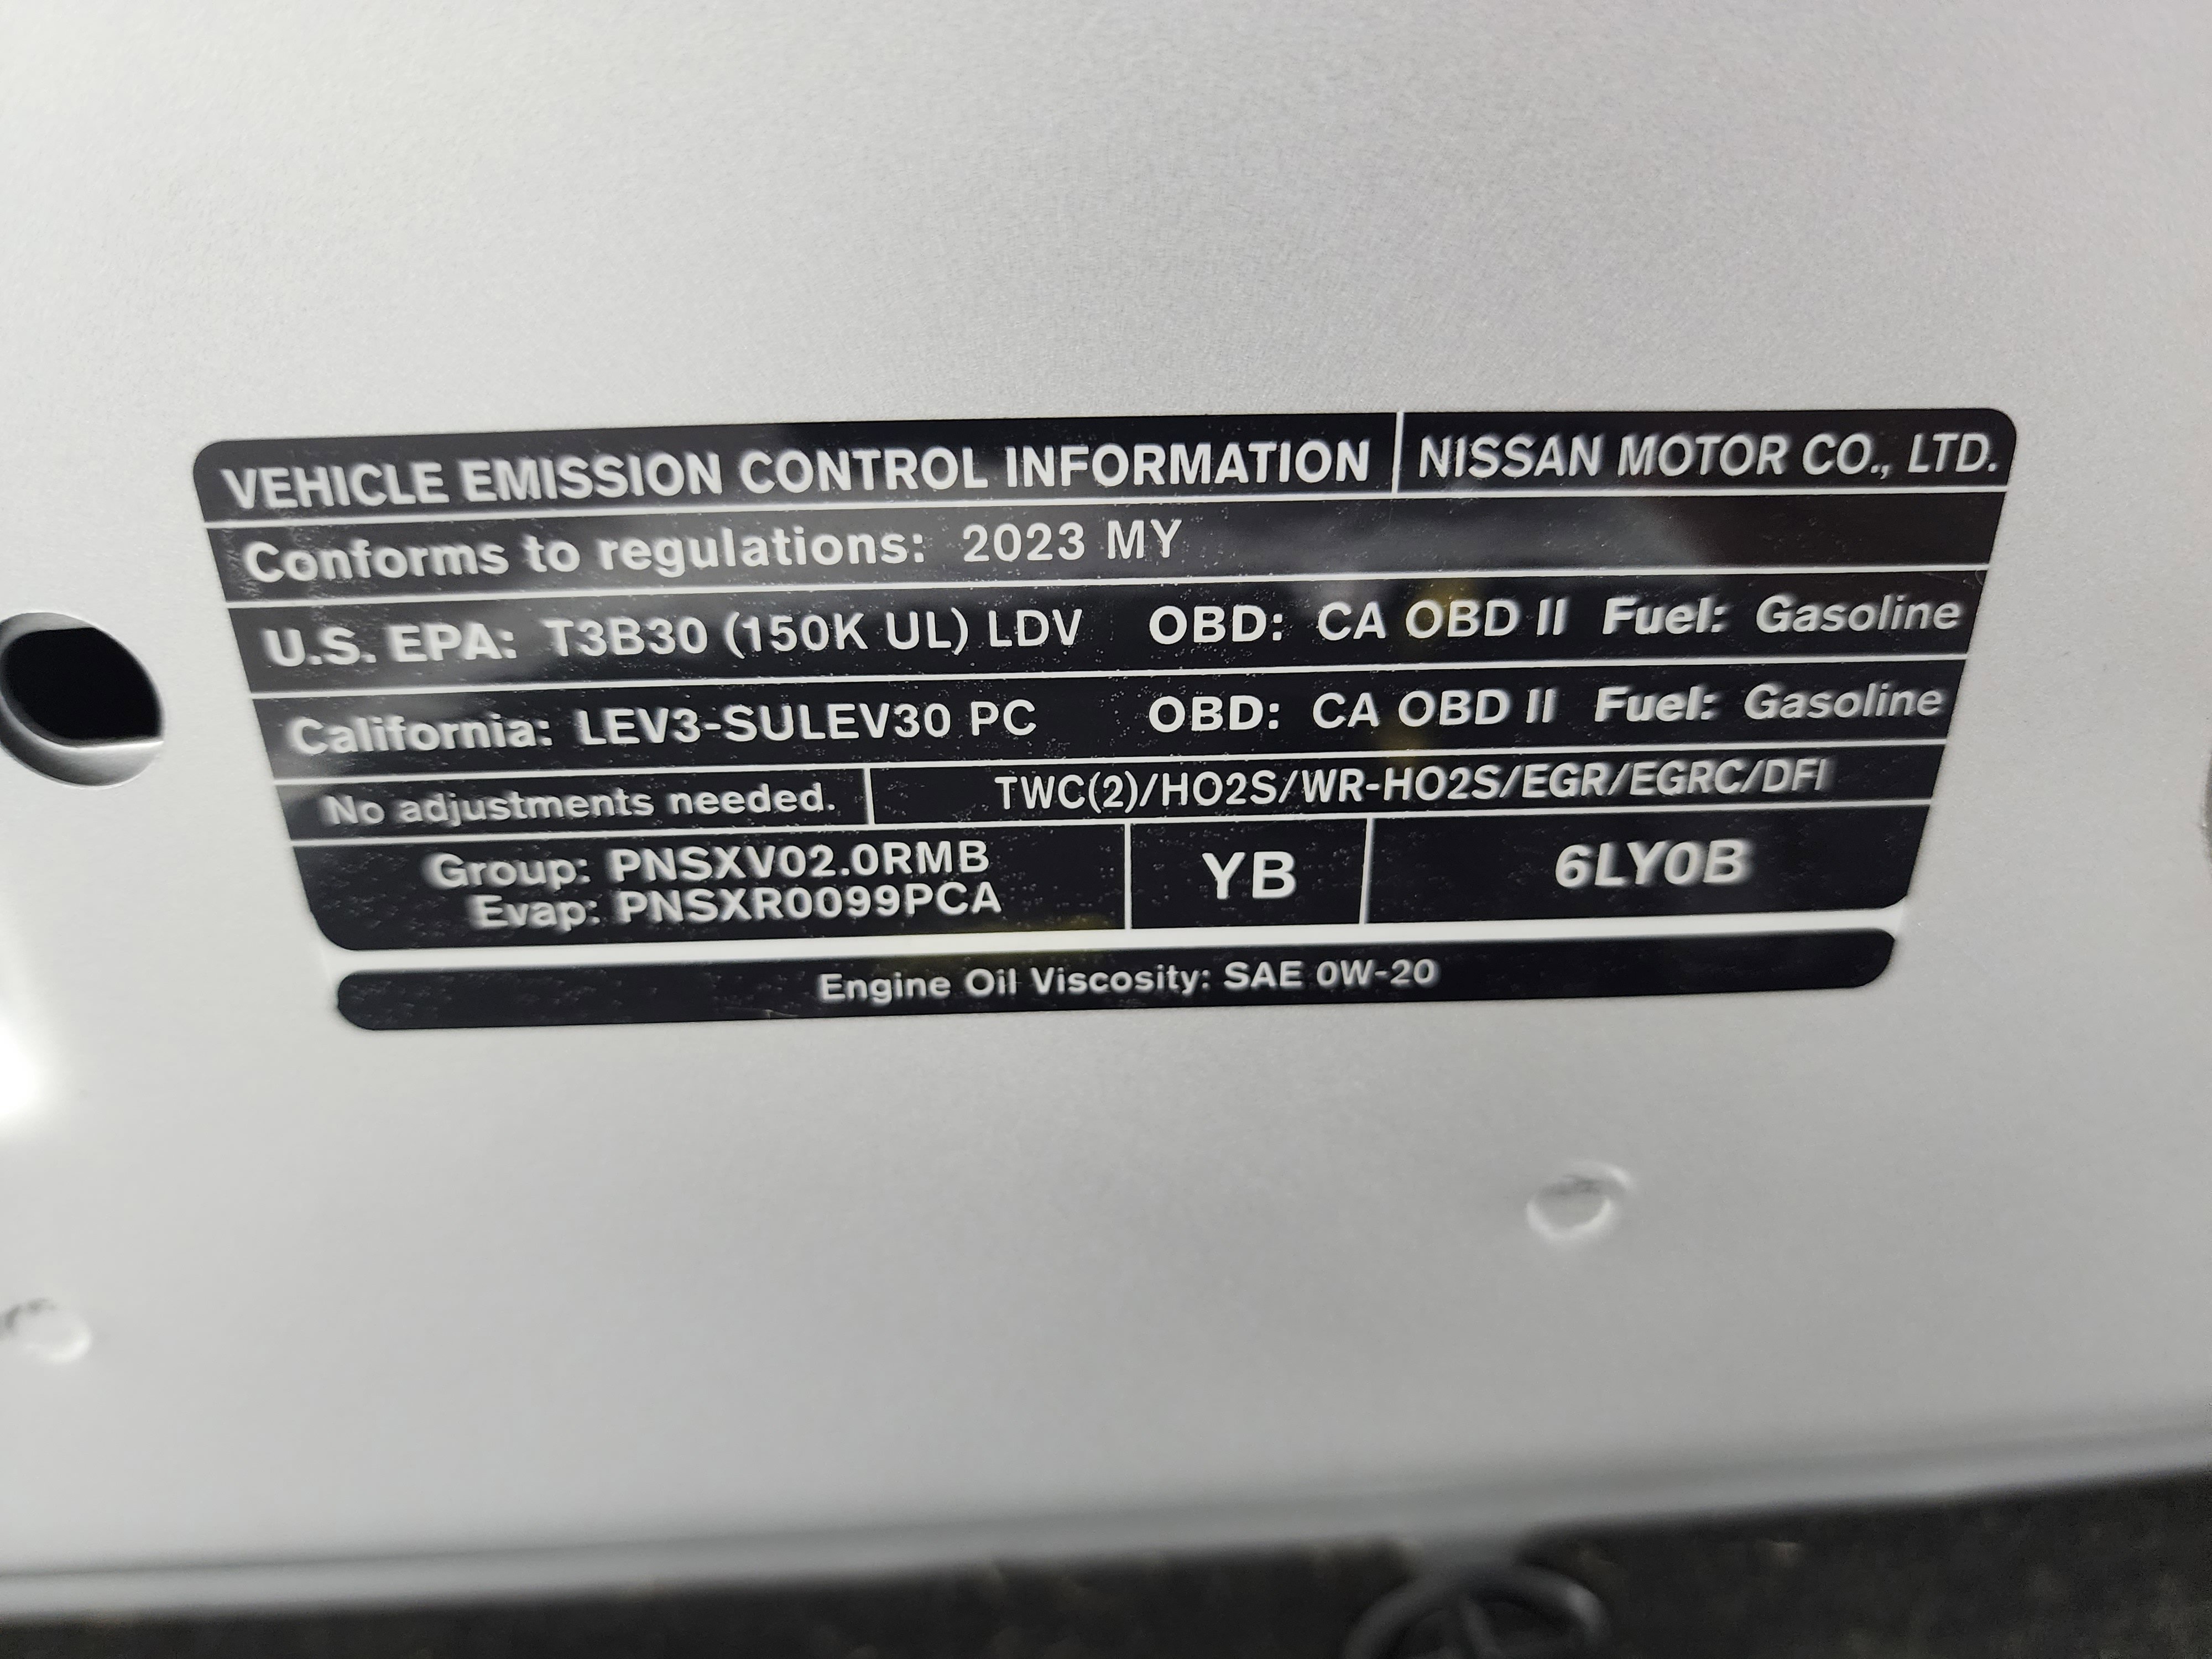 VEHICLE EMISSION CONTROL INFORMATION NISSAN MOTOR CO., LTD.
Conforms to regulations: 2023 MY
U.S. EPA: T3B30 (150K UL) LDV OBD: CA OBD II Fuel: Gasoline
California: LEV3-SULEV30 PC OBD: CA OBD II Fuel: Gasoline
No adjustments needed. TWC(2)/HO2S/WR-HO2S/EGR/EGRC/DFI
Group: PNSXV02.0RMB
Evap: PNSXR0099PCA
YB
6LY0B
Engine Oil Viscosity: SAE 0W-20